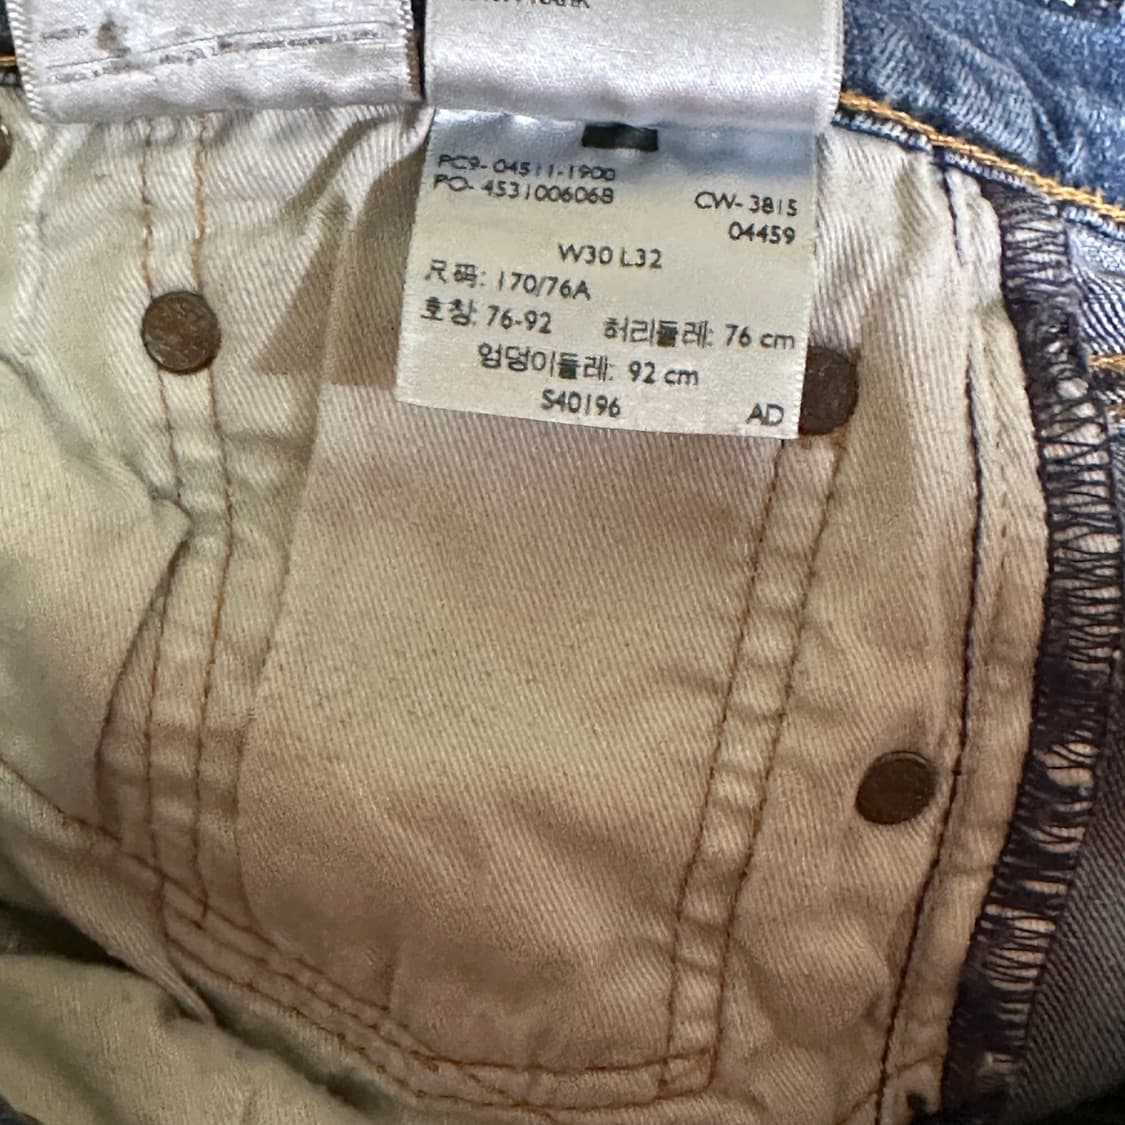 PC9-04511-1900
PO-4531006068
CW-3815
04459
W30 L32
尺码: 170/76A
호칭: 76-92 허리둘레: 76 cm
엉덩이둘레: 92 cm
S40196 AD